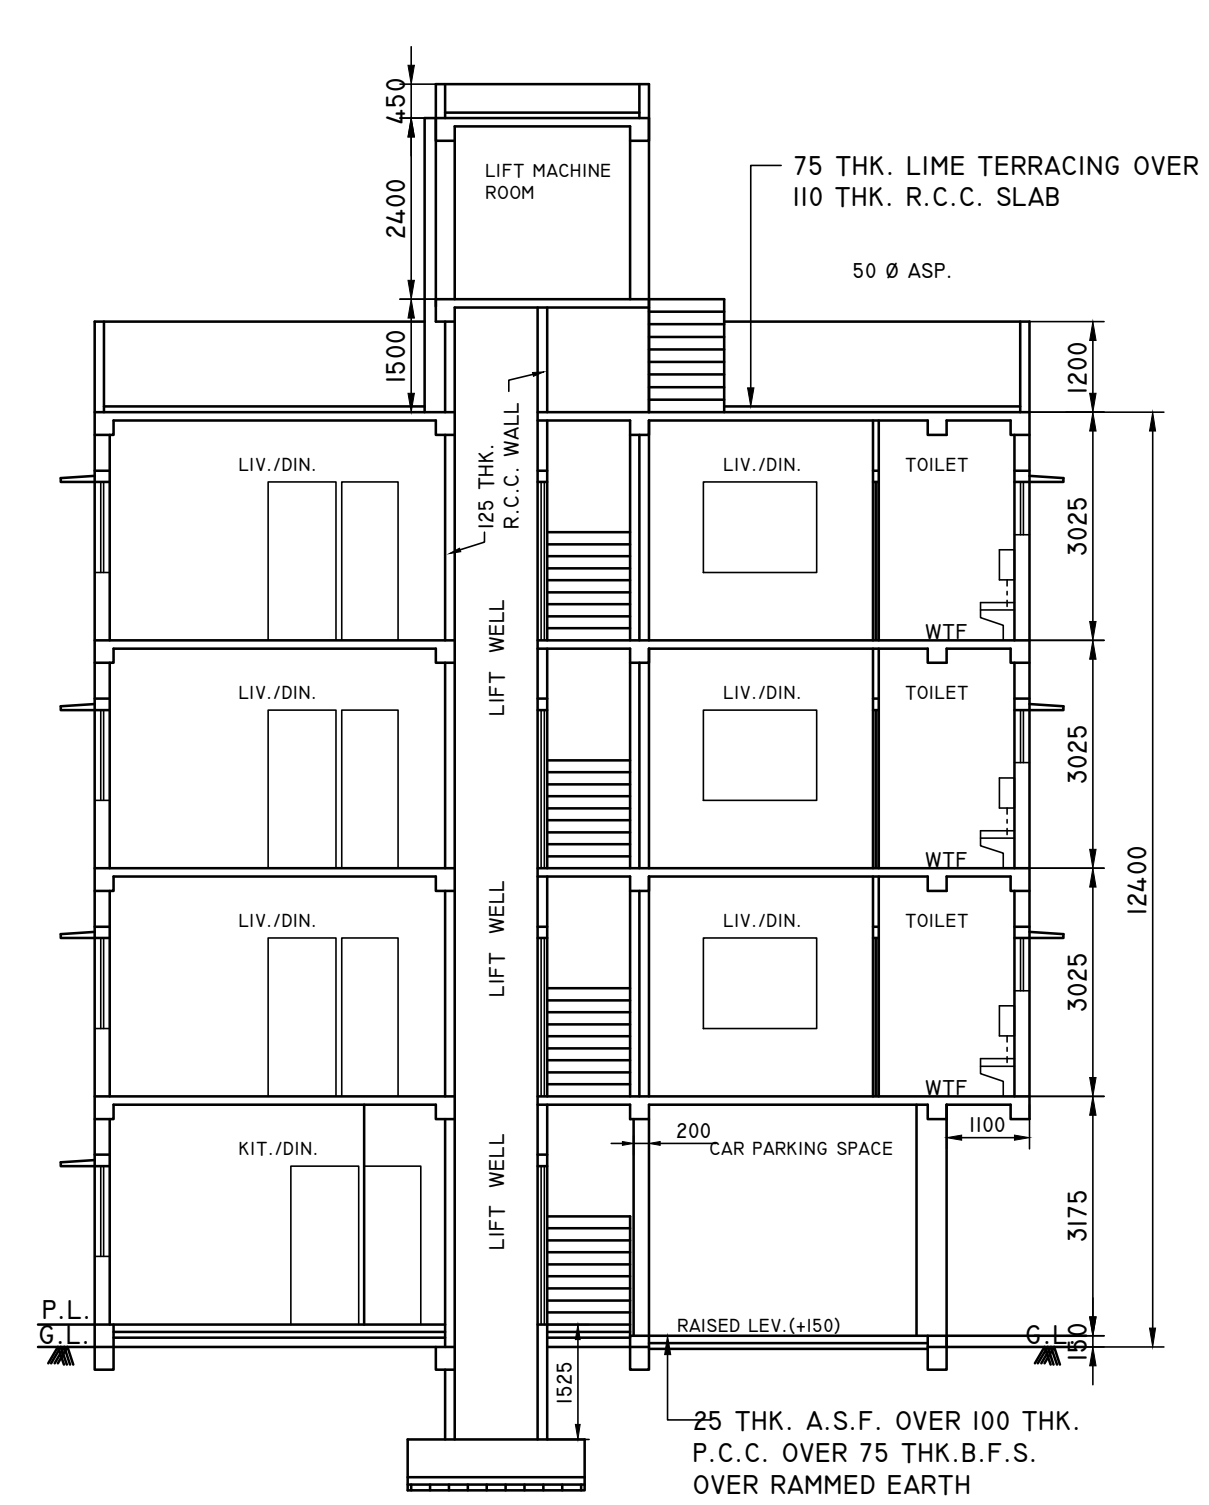 450
2400
LIFT MACHINE
ROOM
75 THK. LIME TERRACING OVER
110 THK. R.C.C. SLAB
50 Ø ASP.
1500
1200
125 THK.
R.C.C. WALL
LIV./DIN.
LIV./DIN.
TOILET
3025
LIFT WELL
WTF
LIV./DIN.
LIV./DIN.
TOILET
3025
WTF
12400
LIFT WELL
LIV./DIN.
LIV./DIN.
TOILET
3025
WTF
200
1100
KIT./DIN.
LIFT WELL
CAR PARKING SPACE
3175
P.L.
G.L.
RAISED LEV.(+150)
G.L.
150
1525
25 THK. A.S.F. OVER 100 THK.
P.C.C. OVER 75 THK.B.F.S.
OVER RAMMED EARTH